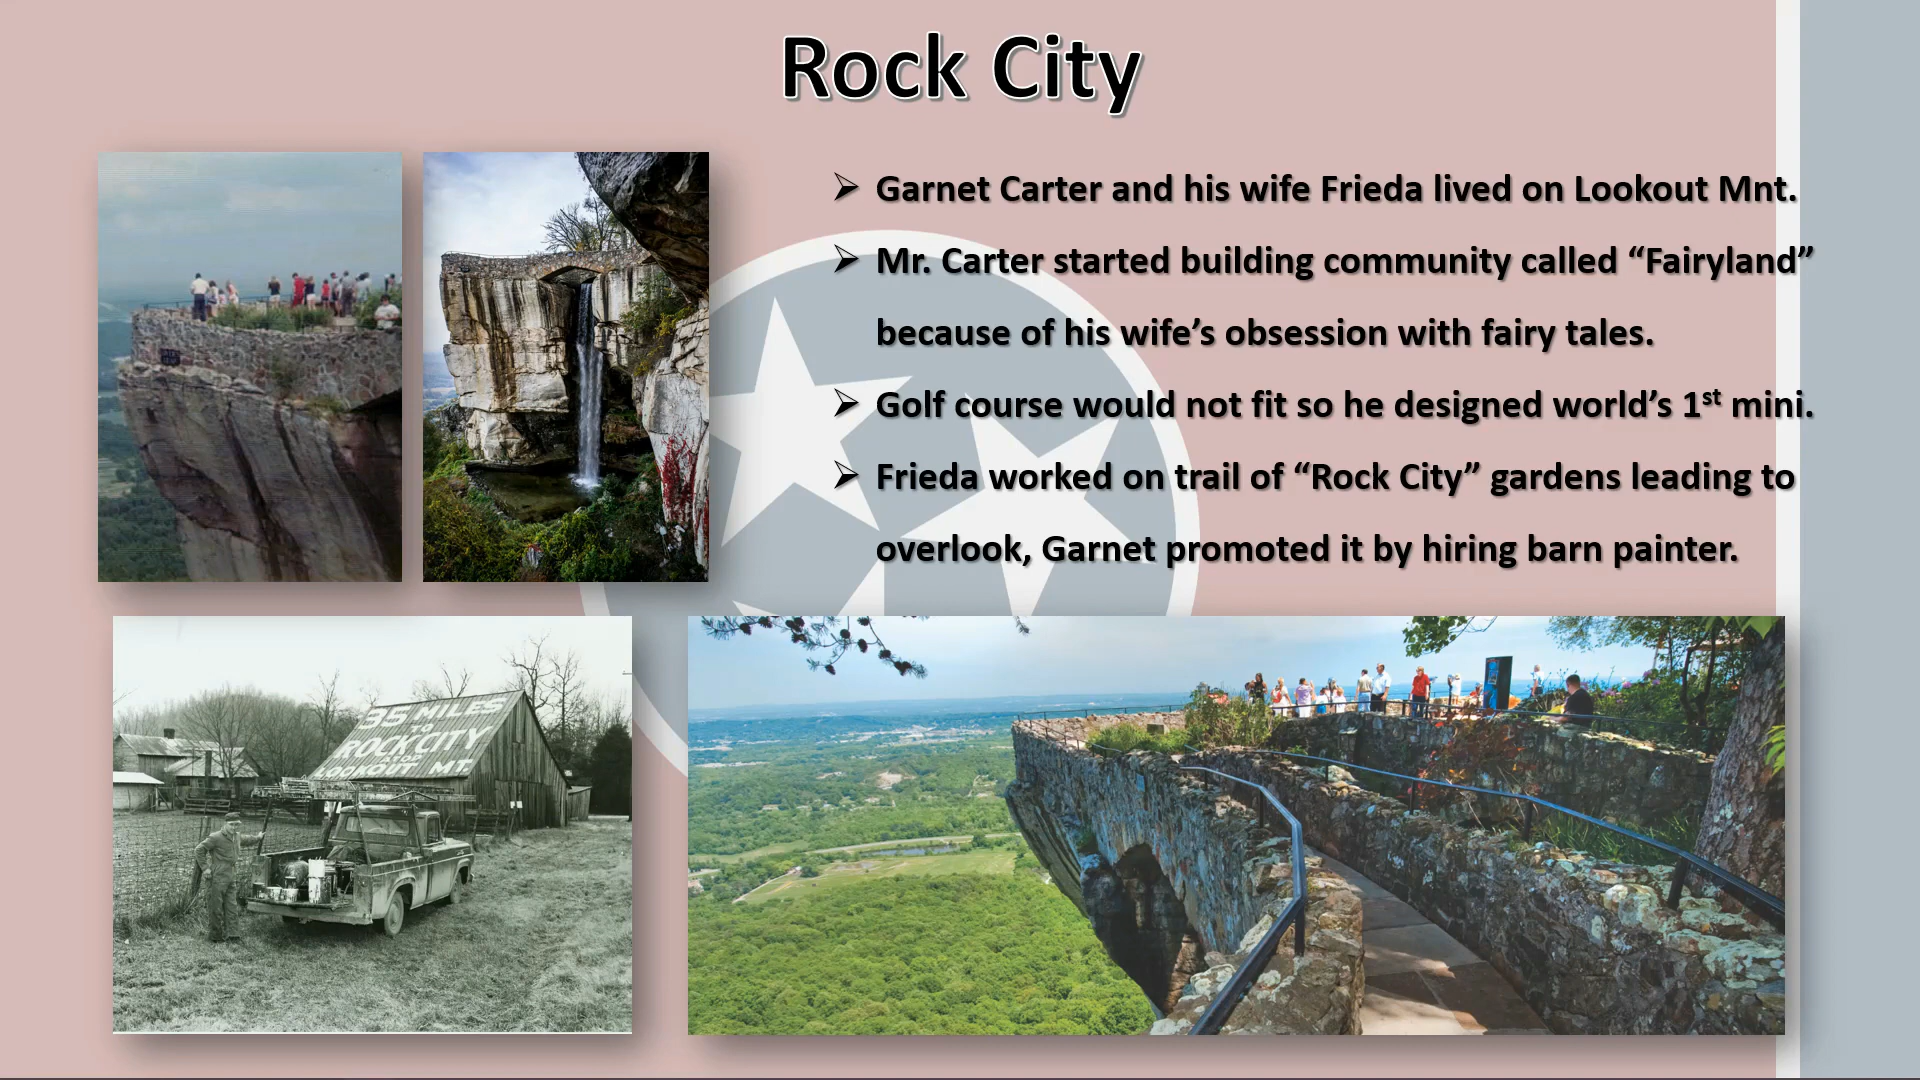 Rock City
➢ Garnet Carter and his wife Frieda lived on Lookout Mnt.
➢ Mr. Carter started building community called “Fairyland”
because of his wife’s obsession with fairy tales.
➢ Golf course would not fit so he designed world’s 1st mini.
➢ Frieda worked on trail of “Rock City” gardens leading to
overlook, Garnet promoted it by hiring barn painter.
35 MILES
TO
ROCK CITY
ATOP
LOOKOUT MT.